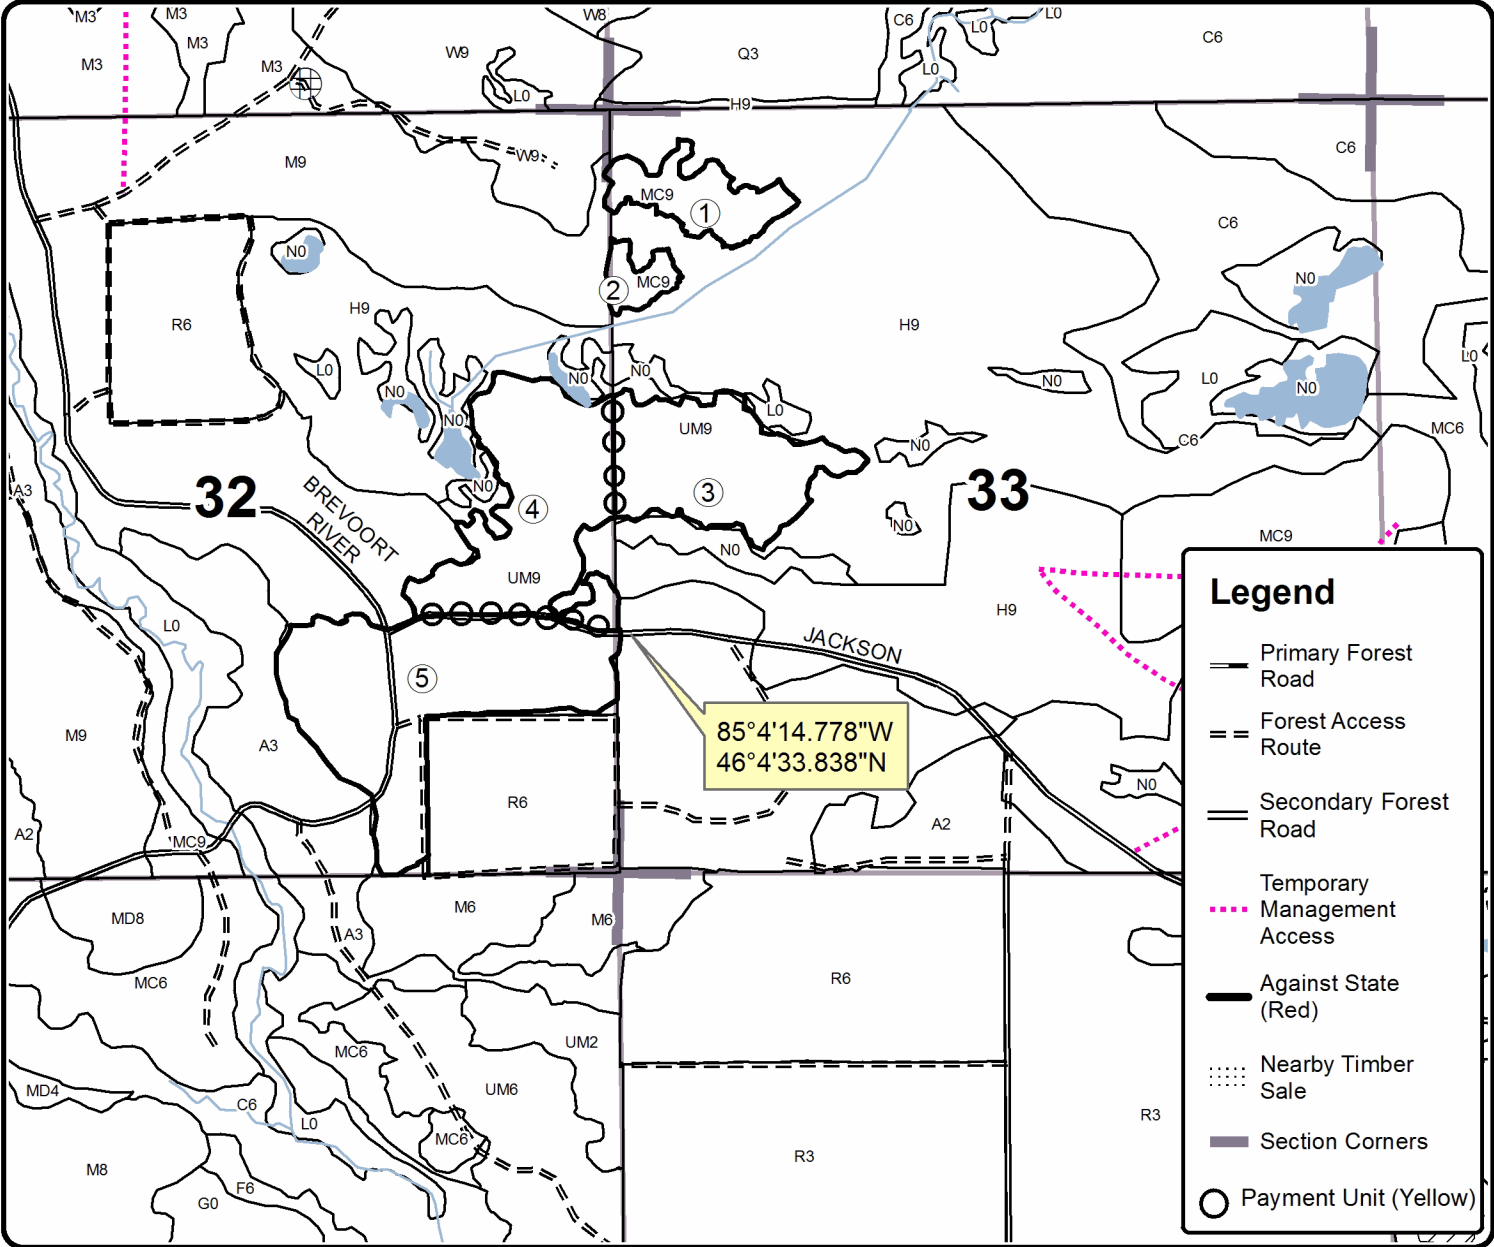 M3
M3
M3
M3
M3
W9
L0
W8
Q3
H9
C6
L0
L0
L0
C6
M9
W9
MC9
1
C6
C6
N0
R6
H9
MC9
2
H9
N0
L0
N0
N0
N0
N0
L0
UM9
N0
N0
L0
N0
L0
C6
MC6
A3
32
BREVOORT
RIVER
N0
4
3
N0
N0
33
MC9
UM9
H9
L0
JACKSON
5
85°4'14.778"W
46°4'33.838"N
M9
A3
R6
N0
A2
MC9
A2
MD8
A3
M6
M6
MC6
R6
MC6
UM2
MD4
C6
L0
UM6
MC6
R3
R3
M8
F6
G0
Legend
Primary Forest
Road
Forest Access
Route
Secondary Forest
Road
Temporary
Management
Access
Against State
(Red)
Nearby Timber
Sale
Section Corners
Payment Unit (Yellow)